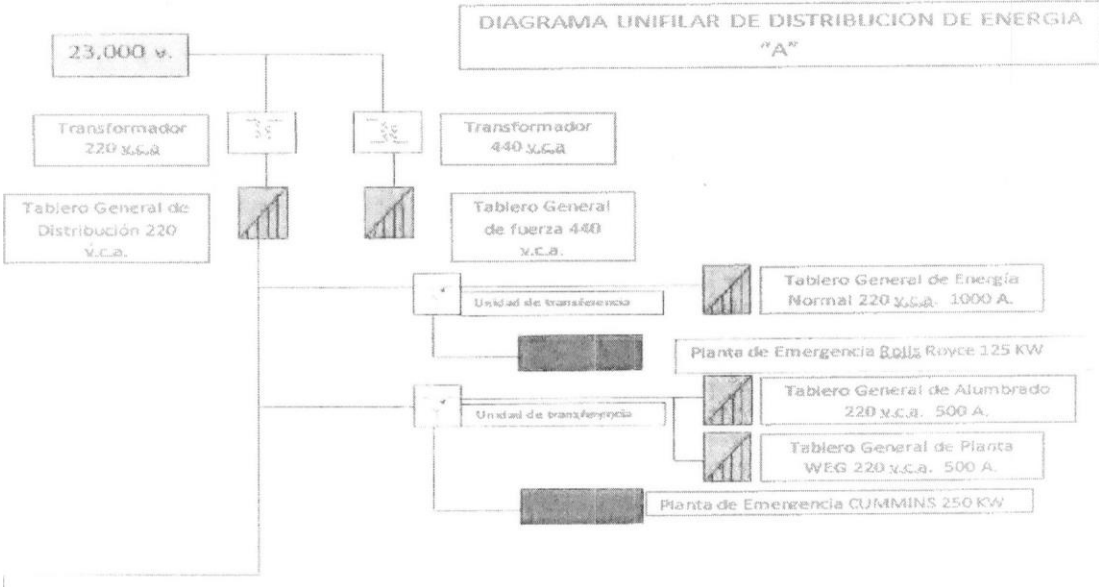 DIAGRAMA UNIFILAR DE DISTRIBUCION DE ENERGIA
"A"
23,000 v.
Transformador
220 v.c.a
Transformador
440 v.c.a
Tablero General de
Distribución 220
v.c.a.
Tablero General
de fuerza 440
v.c.a.
Unidad de transferencia
Tablero General de Energía
Normal 220 v.c.a. 1000 A.
Planta de Emergencia Rolls Royce 125 KW
Unidad de transferencia
Tablero General de Alumbrado
220 v.c.a. 500 A.
Tablero General de Planta
WEG 220 v.c.a. 500 A.
Planta de Emergencia CUMMINS 250 KW